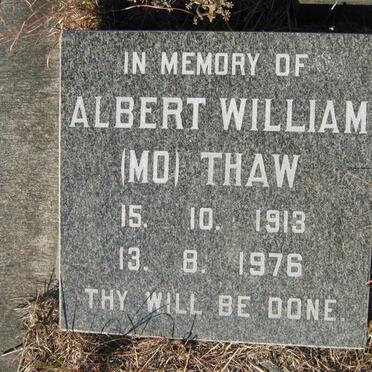 IN MEMORY OF
ALBERT WILLIAM
(MO) THAW
15. 10. 1913
13. 8. 1976
THY WILL BE DONE.